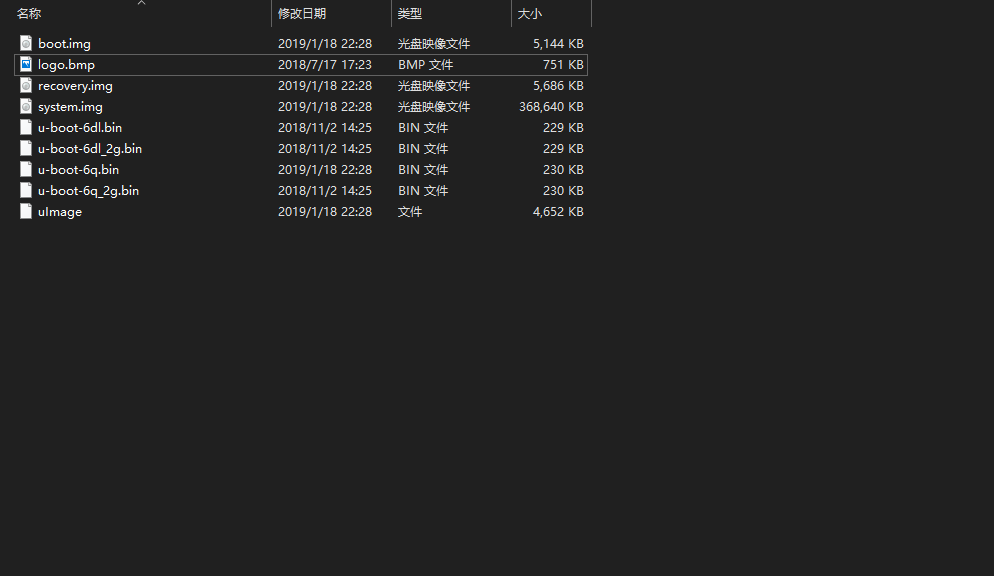 名称 修改日期 类型 大小
boot.img 2019/1/18 22:28 光盘映像文件 5,144 KB
logo.bmp 2018/7/17 17:23 BMP 文件 751 KB
recovery.img 2019/1/18 22:28 光盘映像文件 5,686 KB
system.img 2019/1/18 22:28 光盘映像文件 368,640 KB
u-boot-6dl.bin 2018/11/2 14:25 BIN 文件 229 KB
u-boot-6dl_2g.bin 2018/11/2 14:25 BIN 文件 229 KB
u-boot-6q.bin 2019/1/18 22:28 BIN 文件 230 KB
u-boot-6q_2g.bin 2018/11/2 14:25 BIN 文件 230 KB
uImage 2019/1/18 22:28 文件 4,652 KB